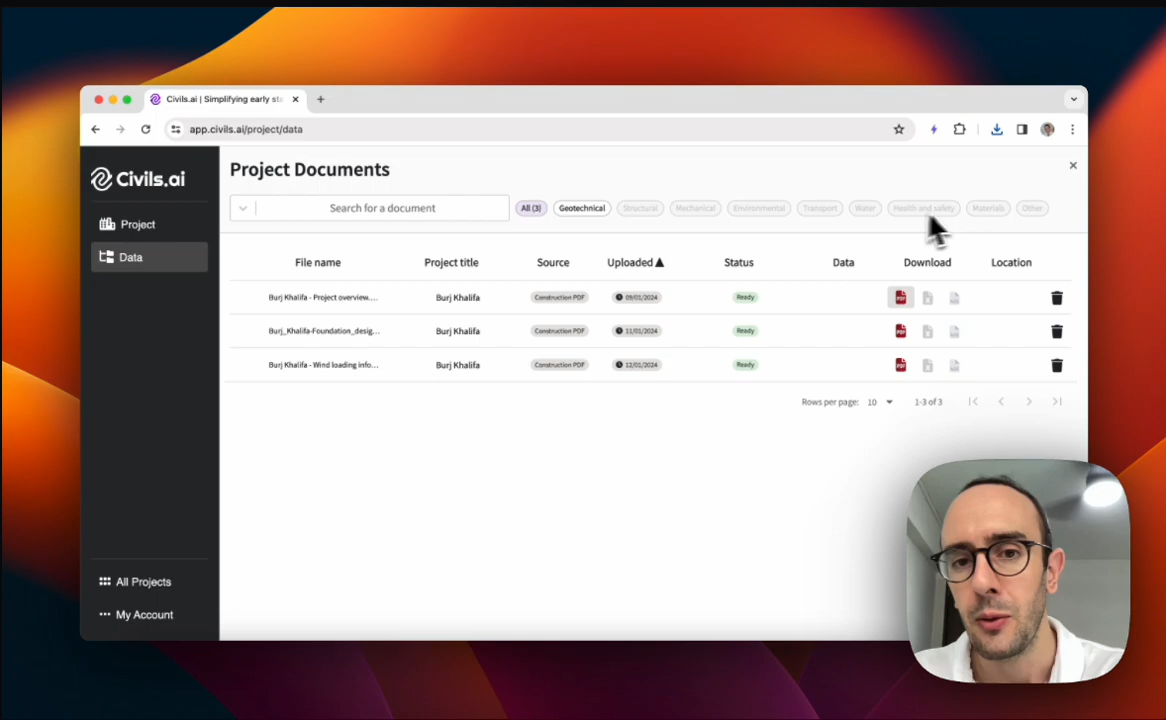 Civils.ai | Simplifying early sta
app.civils.ai/project/data
Civils.ai
Project Documents
Search for a document
All (3) Geotechnical Structural Mechanical Environmental Transport Water Health and safety Materials Other
Project
Data
File name Project title Source Uploaded Status Data Download Location
Burj Khalifa - Project overview.... Burj Khalifa Construction PDF 09/01/2024 Ready PDF
Burj_Khalifa-Foundation_desig... Burj Khalifa Construction PDF 11/01/2024 Ready PDF
Burj Khalifa - Wind loading info... Burj Khalifa Construction PDF 12/01/2024 Ready PDF
Rows per page: 10 1-3 of 3
All Projects
My Account